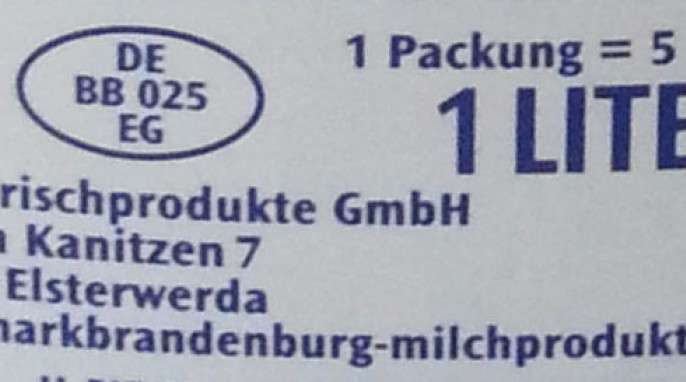 DE
BB 025
EG
1 Packung = 5
1 LITE
rischprodukte GmbH
Kanitzen 7
Elsterwerda
arkbrandenburg-milchprodukt